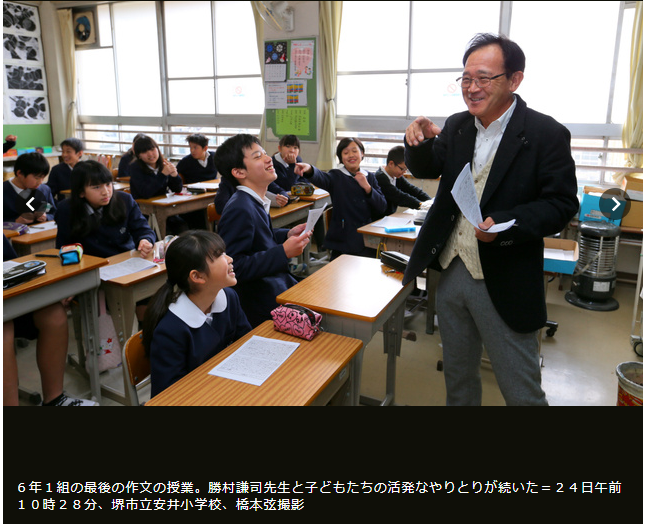 ６年１組の最後の作文の授業。勝村謙司先生と子どもたちの活発なやりとりが続いた＝２４日午前
１０時２８分、堺市立安井小学校、橋本弦撮影